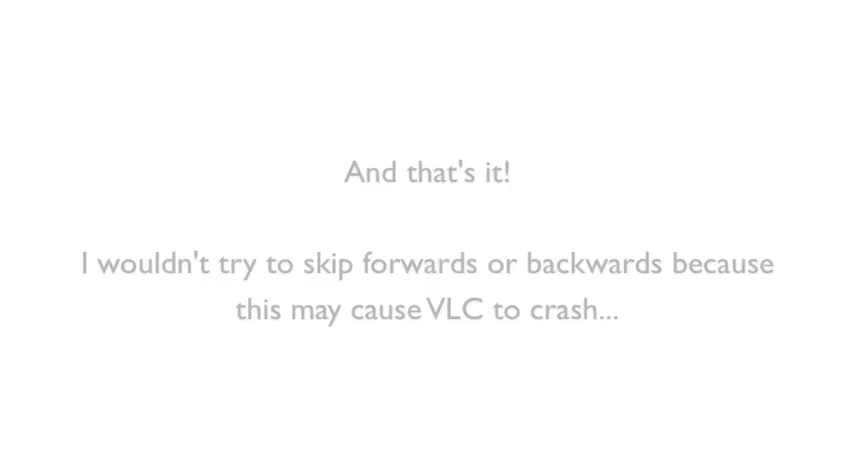 And that's it!
I wouldn't try to skip forwards or backwards because
this may cause VLC to crash...